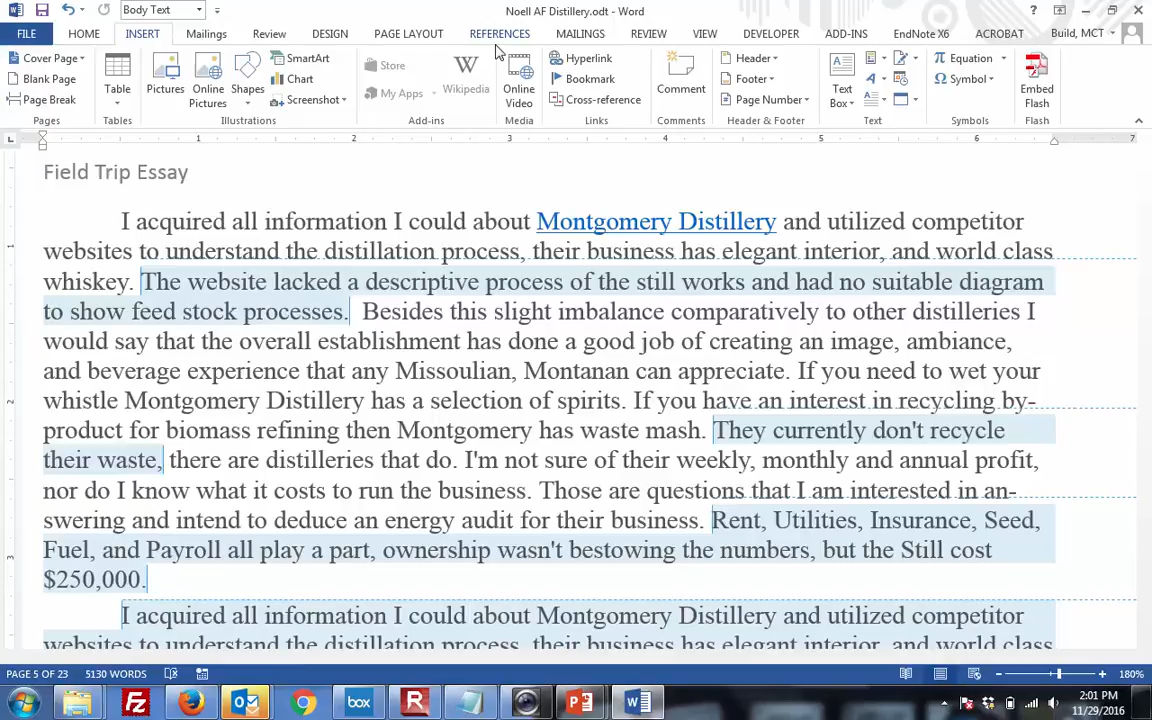 Body Text
Noell AF Distillery.odt - Word
FILE HOME INSERT Mailings Review DESIGN PAGE LAYOUT REFERENCES MAILINGS REVIEW VIEW DEVELOPER ADD-INS EndNote X6 ACROBAT Build, MCT
Cover Page
Blank Page
Page Break
Pages
Table
Tables
Pictures
Online Pictures
Shapes
SmartArt
Chart
Screenshot
Illustrations
Store
My Apps
Wikipedia
Add-ins
Online Video
Media
Hyperlink
Bookmark
Cross-reference
Links
Comment
Comments
Header
Footer
Page Number
Header & Footer
Text Box
Text
Equation
Symbol
Symbols
Embed Flash
Flash
1 2 3 4 5 6 7
Field Trip Essay
I acquired all information I could about Montgomery Distillery and utilized competitor
websites to understand the distillation process, their business has elegant interior, and world class
whiskey. The website lacked a descriptive process of the still works and had no suitable diagram
to show feed stock processes. Besides this slight imbalance comparatively to other distilleries I
would say that the overall establishment has done a good job of creating an image, ambiance,
and beverage experience that any Missoulian, Montanan can appreciate. If you need to wet your
whistle Montgomery Distillery has a selection of spirits. If you have an interest in recycling by-
product for biomass refining then Montgomery has waste mash. They currently don't recycle
their waste, there are distilleries that do. I'm not sure of their weekly, monthly and annual profit,
nor do I know what it costs to run the business. Those are questions that I am interested in an-
swering and intend to deduce an energy audit for their business. Rent, Utilities, Insurance, Seed,
Fuel, and Payroll all play a part, ownership wasn't bestowing the numbers, but the Still cost
$250,000.
I acquired all information I could about Montgomery Distillery and utilized competitor
websites to understand the distillation process, their business has elegant interior, and world class
PAGE 5 OF 23 5130 WORDS 180%
2:01 PM
11/29/2016